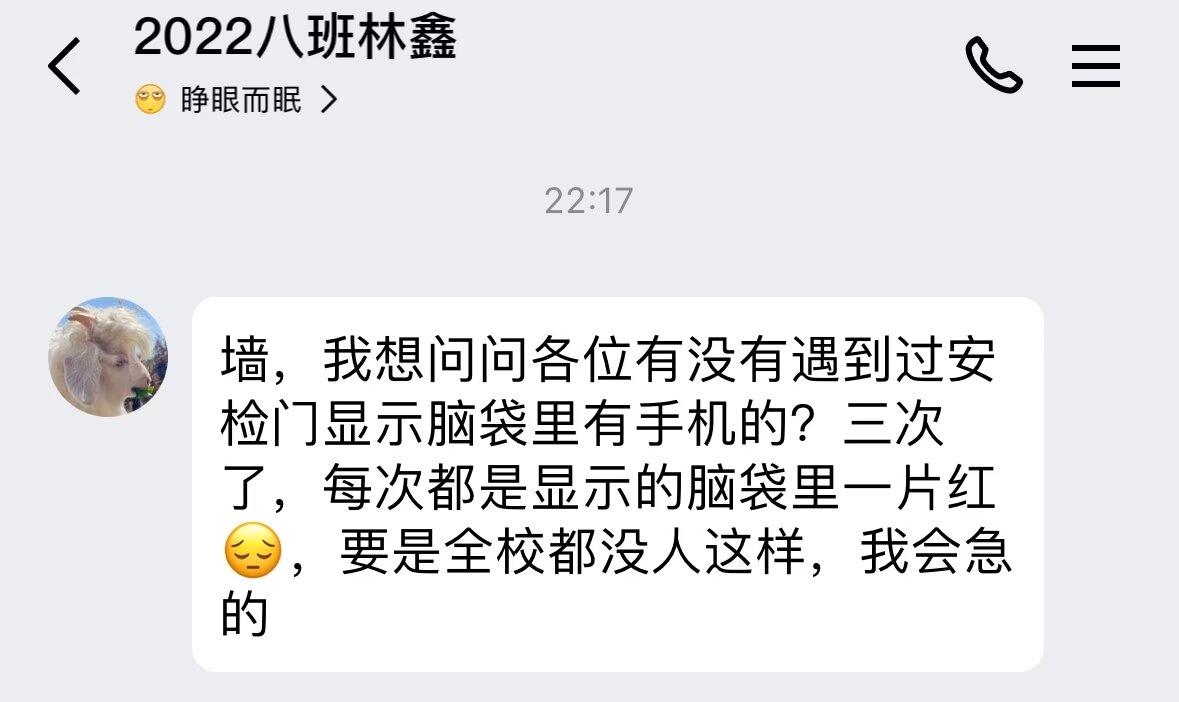 2022八班林鑫
🙄 睁眼而眠 >
22:17
墙，我想问问各位有没有遇到过安
检门显示脑袋里有手机的？三次
了，每次都是显示的脑袋里一片红
😔，要是全校都没人这样，我会急
的